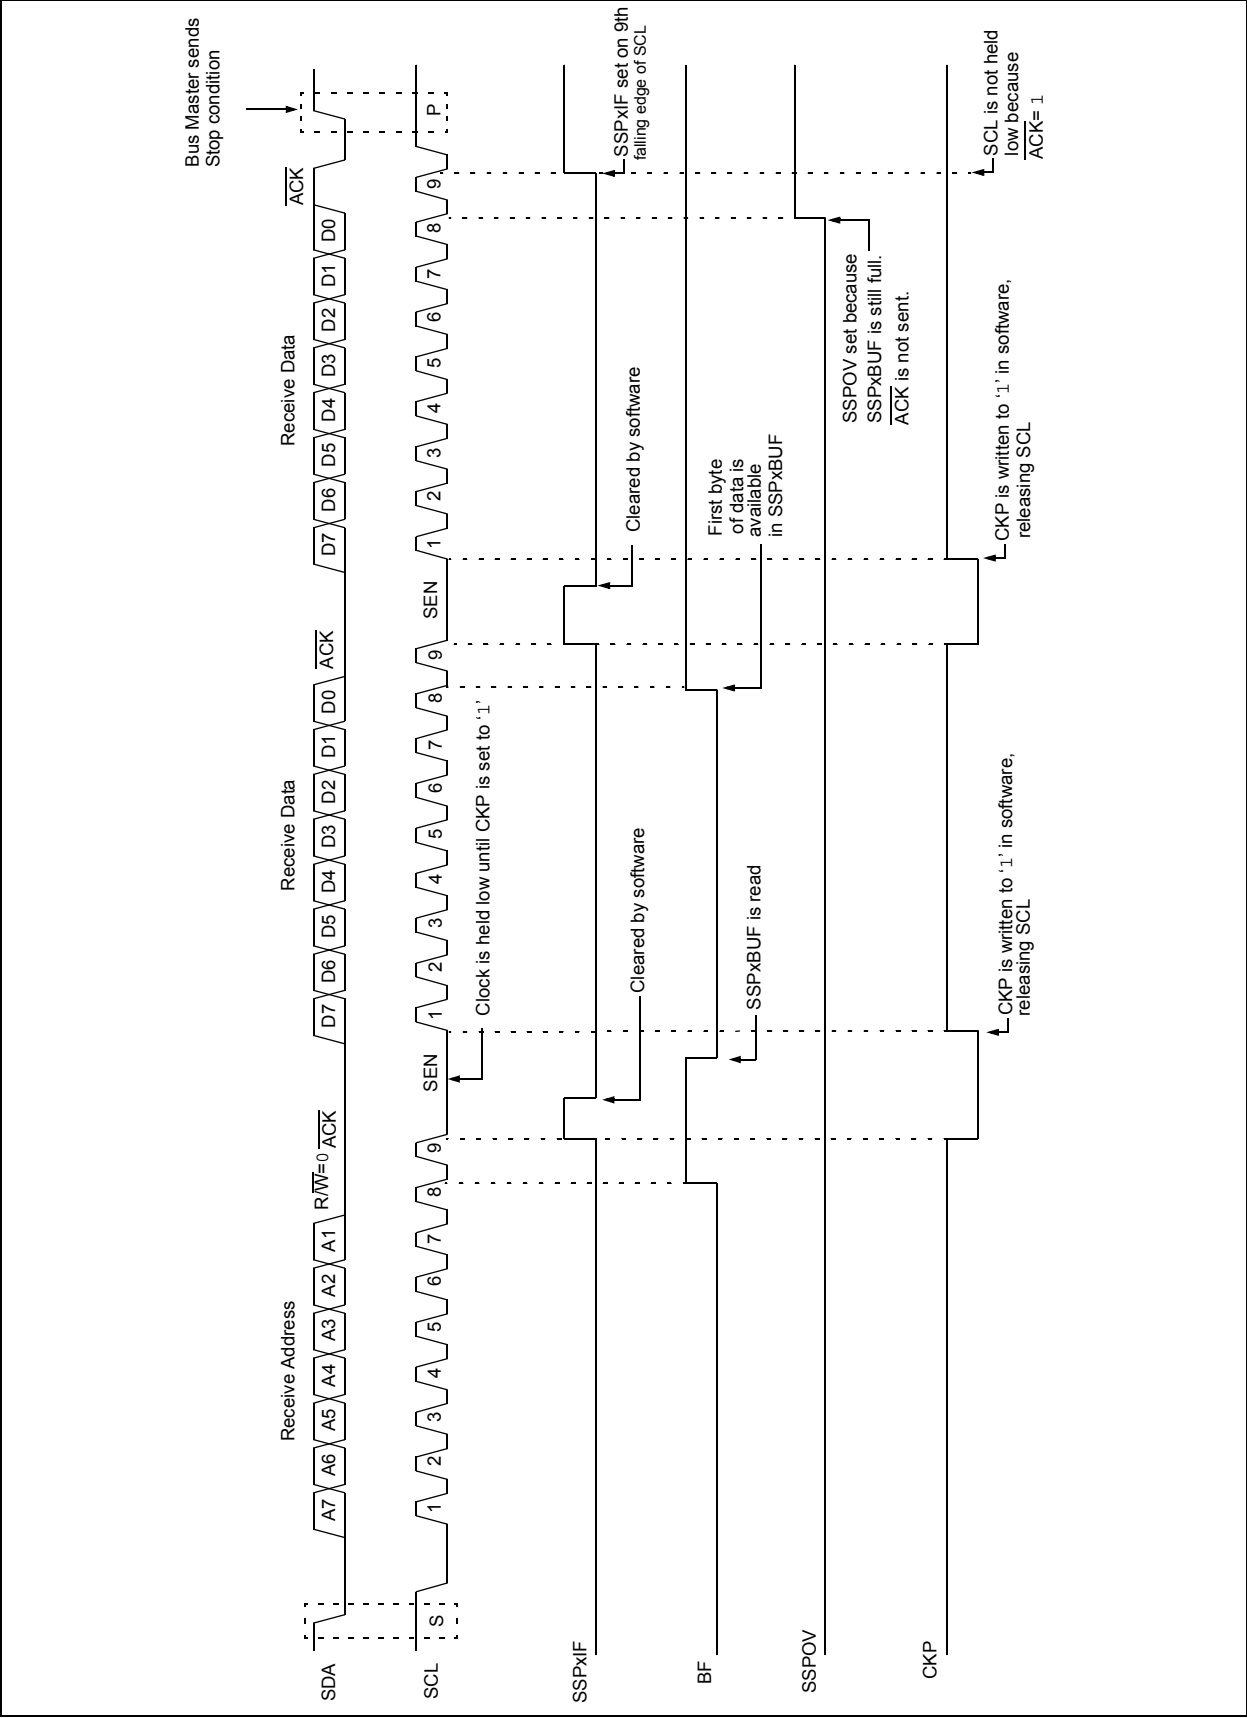 Bus Master sends
Stop condition
Receive Address
Receive Data
Receive Data
ACK
SDA
A7 A6 A5 A4 A3 A2 A1
R/W=0 ACK
D7 D6 D5 D4 D3 D2 D1 D0
ACK
D7 D6 D5 D4 D3 D2 D1 D0
SCL
S
1 2 3 4 5 6 7 8 9
SEN
1 2 3 4 5 6 7 8 9
SEN
1 2 3 4 5 6 7 8 9
P
Clock is held low until CKP is set to ‘1’
SSPxIF
Cleared by software
Cleared by software
SSPxIF set on 9th
falling edge of SCL
BF
SSPxBUF is read
First byte
of data is
available
in SSPxBUF
SSPOV
SSPOV set because
SSPxBUF is still full.
ACK is not sent.
CKP
CKP is written to ‘1’ in software,
releasing SCL
CKP is written to ‘1’ in software,
releasing SCL
SCL is not held
low because
ACK= 1